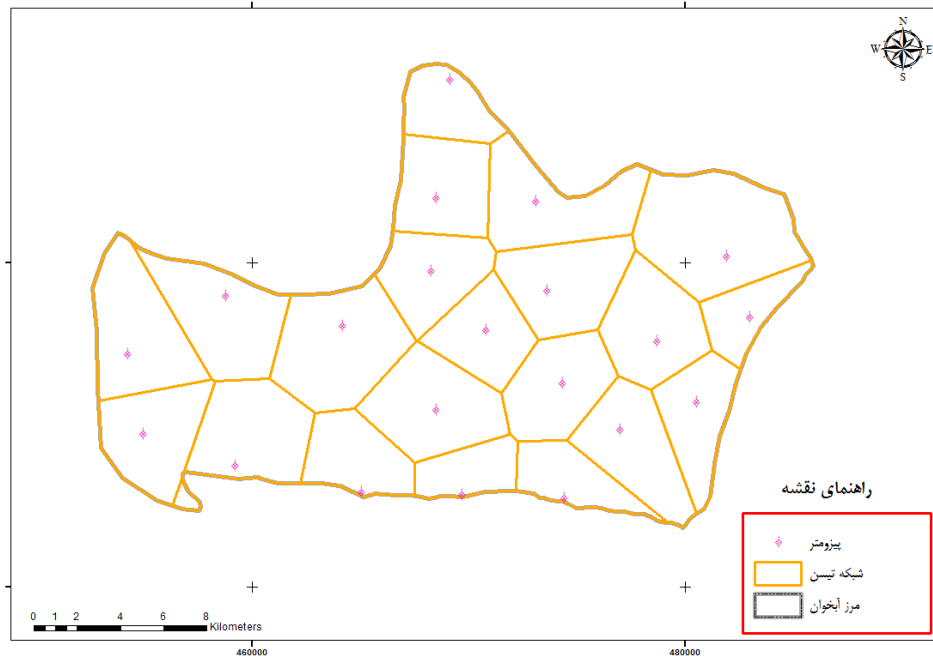 N
W E
S
راهنمای نقشه
پیزومتر
شبکه تیسن
مرز آبخوان
0 1 2 4 6 8
Kilometers
460000 480000